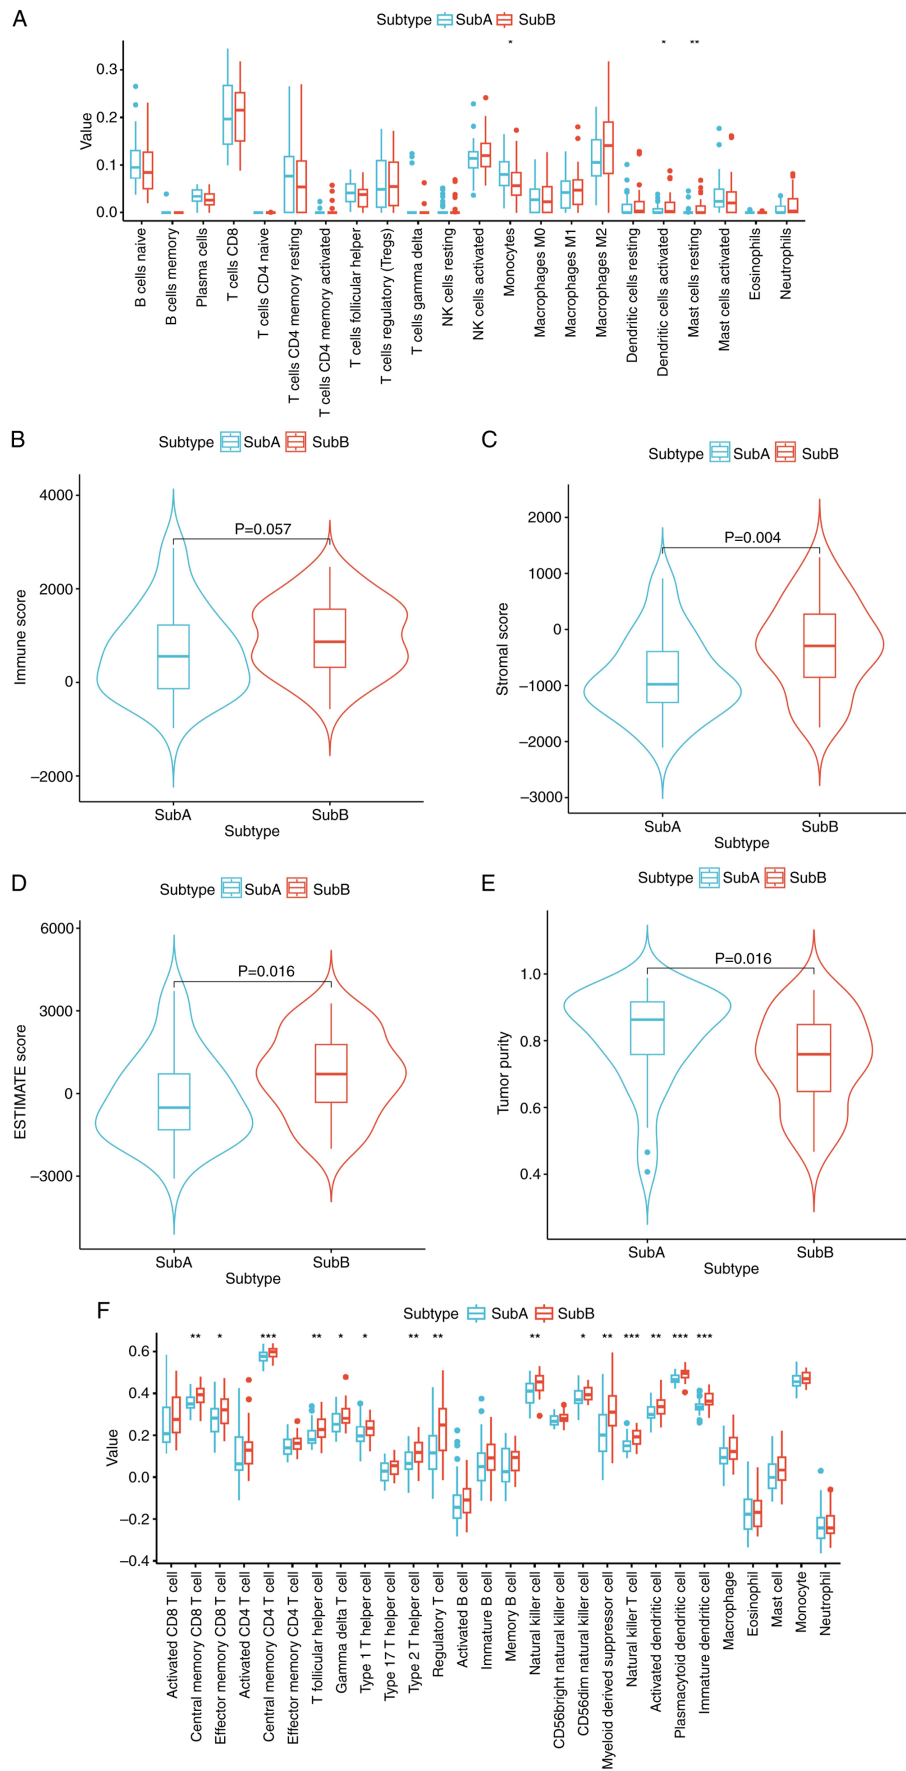 A
Subtype SubA SubB
* * **
Value
0.3
0.2
0.1
0.0
B cells naive
B cells memory
Plasma cells
T cells CD8
T cells CD4 naive
T cells CD4 memory resting
T cells CD4 memory activated
T cells follicular helper
T cells regulatory (Tregs)
T cells gamma delta
NK cells resting
NK cells activated
Monocytes
Macrophages M0
Macrophages M1
Macrophages M2
Dendritic cells resting
Dendritic cells activated
Mast cells resting
Mast cells activated
Eosinophils
Neutrophils
B
Subtype SubA SubB
P=0.057
Immune score
4000
2000
0
−2000
SubA SubB
Subtype
C
Subtype SubA SubB
P=0.004
Stromal score
2000
1000
0
−1000
−2000
−3000
SubA SubB
Subtype
D
Subtype SubA SubB
P=0.016
ESTIMATE score
6000
3000
0
−3000
SubA SubB
Subtype
E
Subtype SubA SubB
P=0.016
Tumor purity
1.0
0.8
0.6
0.4
SubA SubB
Subtype
F
Subtype SubA SubB
** * *** ** * * ** ** ** * ** *** ** *** ***
Value
0.6
0.4
0.2
0.0
−0.2
−0.4
Activated CD8 T cell
Central memory CD8 T cell
Effector memory CD8 T cell
Activated CD4 T cell
Central memory CD4 T cell
Effector memory CD4 T cell
T follicular helper cell
Gamma delta T cell
Type 1 T helper cell
Type 17 T helper cell
Type 2 T helper cell
Regulatory T cell
Activated B cell
Immature B cell
Memory B cell
Natural killer cell
CD56bright natural killer cell
CD56dim natural killer cell
Myeloid derived suppressor cell
Natural killer T cell
Activated dendritic cell
Plasmacytoid dendritic cell
Immature dendritic cell
Macrophage
Eosinophil
Mast cell
Monocyte
Neutrophil